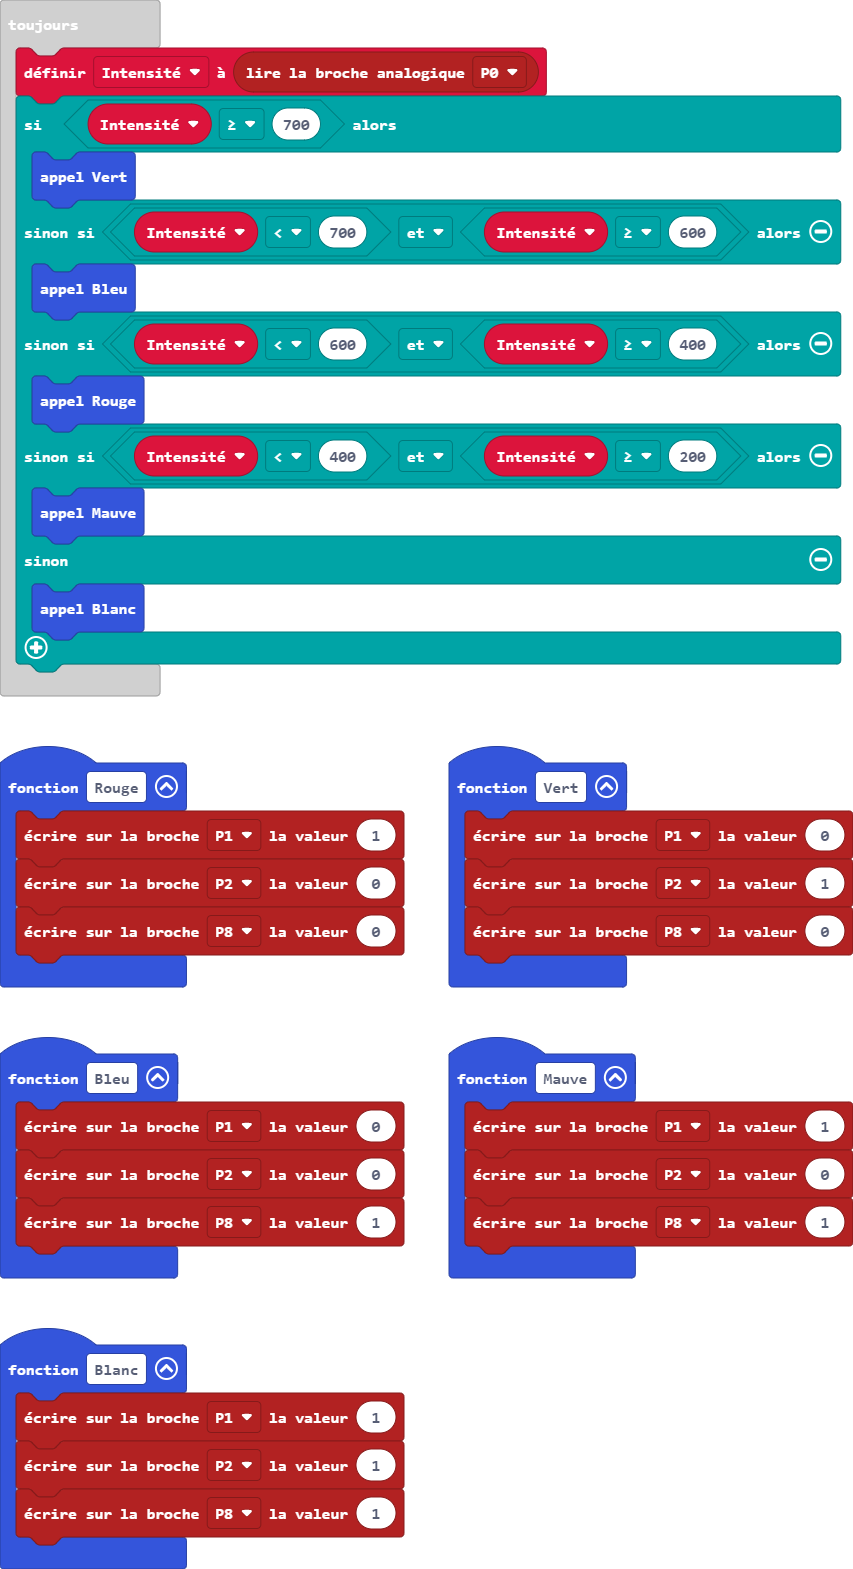 toujours
définir Intensité à lire la broche analogique P0
si Intensité ≥ 700 alors
appel Vert
sinon si Intensité < 700 et Intensité ≥ 600 alors
appel Bleu
sinon si Intensité < 600 et Intensité ≥ 400 alors
appel Rouge
sinon si Intensité < 400 et Intensité ≥ 200 alors
appel Mauve
sinon
appel Blanc
fonction Rouge
écrire sur la broche P1 la valeur 1
écrire sur la broche P2 la valeur 0
écrire sur la broche P8 la valeur 0
fonction Vert
écrire sur la broche P1 la valeur 0
écrire sur la broche P2 la valeur 1
écrire sur la broche P8 la valeur 0
fonction Bleu
écrire sur la broche P1 la valeur 0
écrire sur la broche P2 la valeur 0
écrire sur la broche P8 la valeur 1
fonction Mauve
écrire sur la broche P1 la valeur 1
écrire sur la broche P2 la valeur 0
écrire sur la broche P8 la valeur 1
fonction Blanc
écrire sur la broche P1 la valeur 1
écrire sur la broche P2 la valeur 1
écrire sur la broche P8 la valeur 1